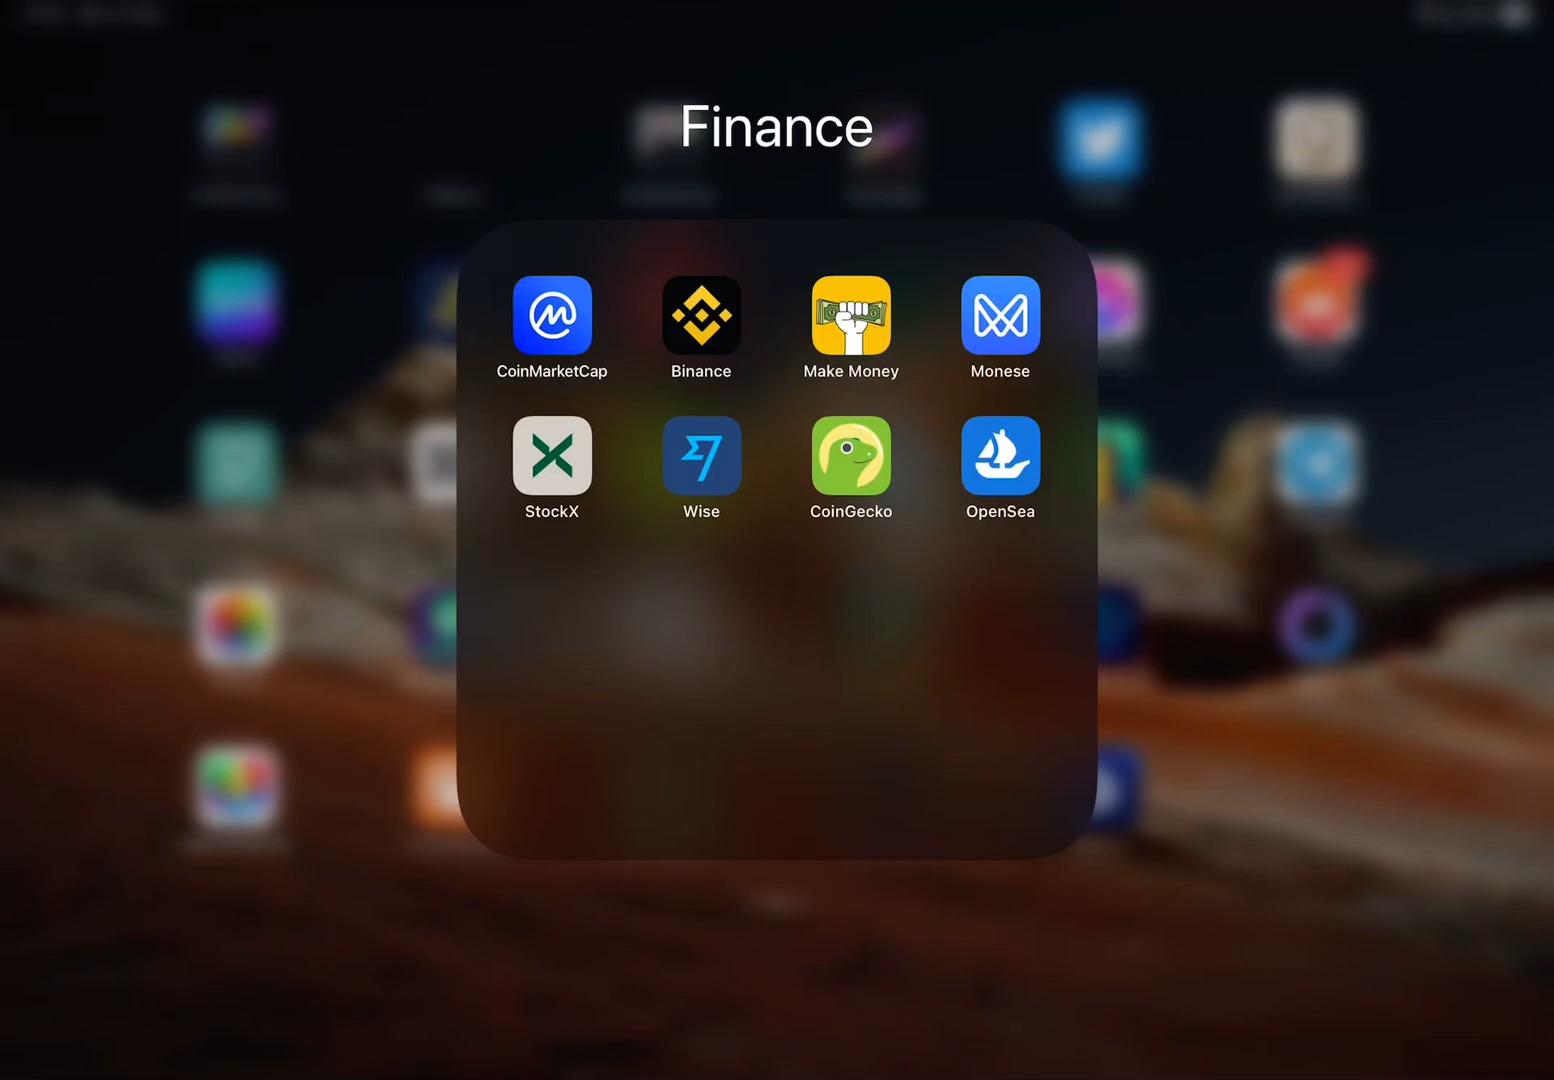 Finance
CoinMarketCap
Binance
Make Money
Monese
StockX
Wise
CoinGecko
OpenSea